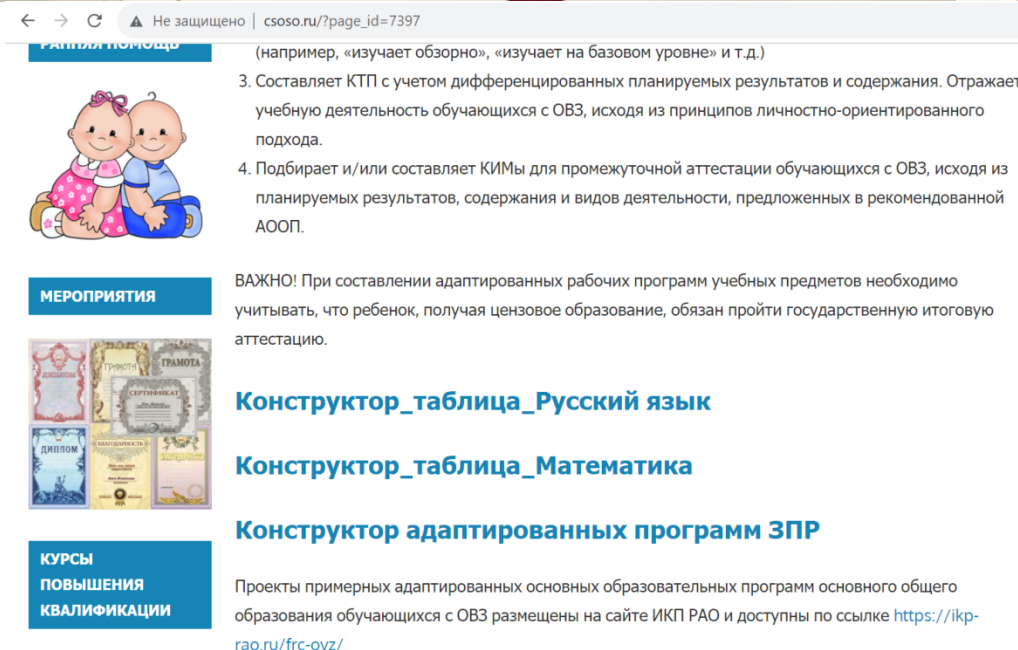 Не защищено | csoso.ru/?page_id=7397
РАННЯЯ ПОМОЩЬ
МЕРОПРИЯТИЯ
ДИПЛОМ
ГРАМОТА
ГРАМОТА
СЕРТИФИКАТ
ДИПЛОМ
БЛАГОДАРНОСТЬ
КУРСЫ
ПОВЫШЕНИЯ
КВАЛИФИКАЦИИ
(например, «изучает обзорно», «изучает на базовом уровне» и т.д.)
3. Составляет КТП с учетом дифференцированных планируемых результатов и содержания. Отражает
учебную деятельность обучающихся с ОВЗ, исходя из принципов личностно-ориентированного
подхода.
4. Подбирает и/или составляет КИМы для промежуточной аттестации обучающихся с ОВЗ, исходя из
планируемых результатов, содержания и видов деятельности, предложенных в рекомендованной
АООП.
ВАЖНО! При составлении адаптированных рабочих программ учебных предметов необходимо
учитывать, что ребенок, получая цензовое образование, обязан пройти государственную итоговую
аттестацию.
Конструктор_таблица_Русский язык
Конструктор_таблица_Математика
Конструктор адаптированных программ ЗПР
Проекты примерных адаптированных основных образовательных программ основного общего
образования обучающихся с ОВЗ размещены на сайте ИКП РАО и доступны по ссылке https://ikp-
rao.ru/frc-ovz/